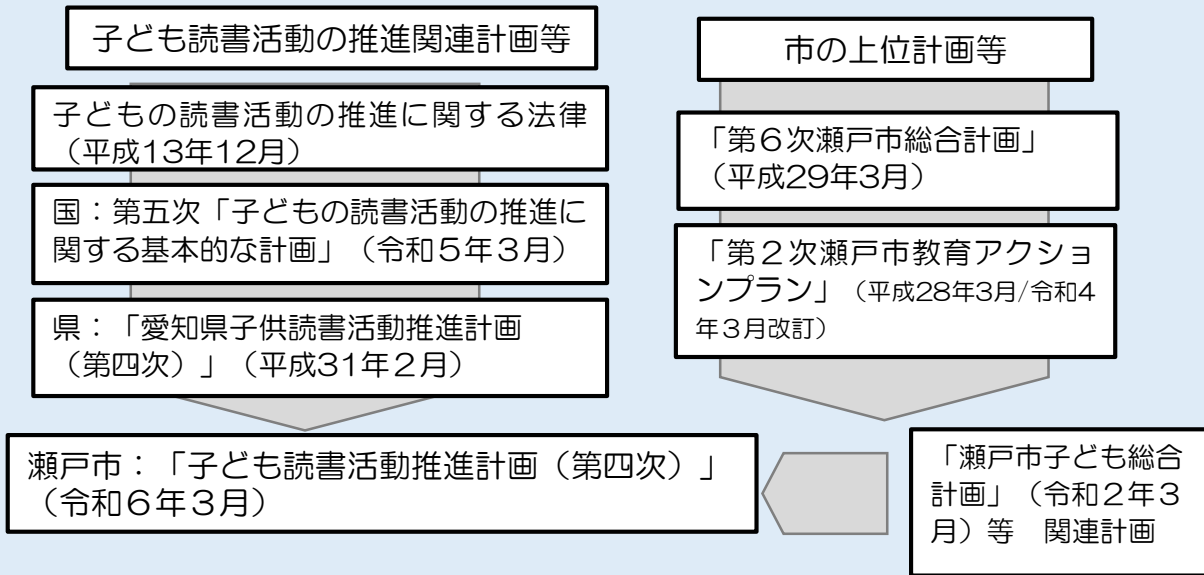 子ども読書活動の推進関連計画等
子どもの読書活動の推進に関する法律
（平成13年12月）
国：第五次「子どもの読書活動の推進に
関する基本的な計画」（令和５年３月）
県：「愛知県子供読書活動推進計画
（第四次）」（平成31年２月）
市の上位計画等
「第６次瀬戸市総合計画」
（平成29年3月）
「第２次瀬戸市教育アクショ
ンプラン」（平成28年3月/令和4
年３月改訂）
瀬戸市：「子ども読書活動推進計画（第四次）」
（令和６年３月）
「瀬戸市子ども総合
計画」（令和２年３
月）等　関連計画